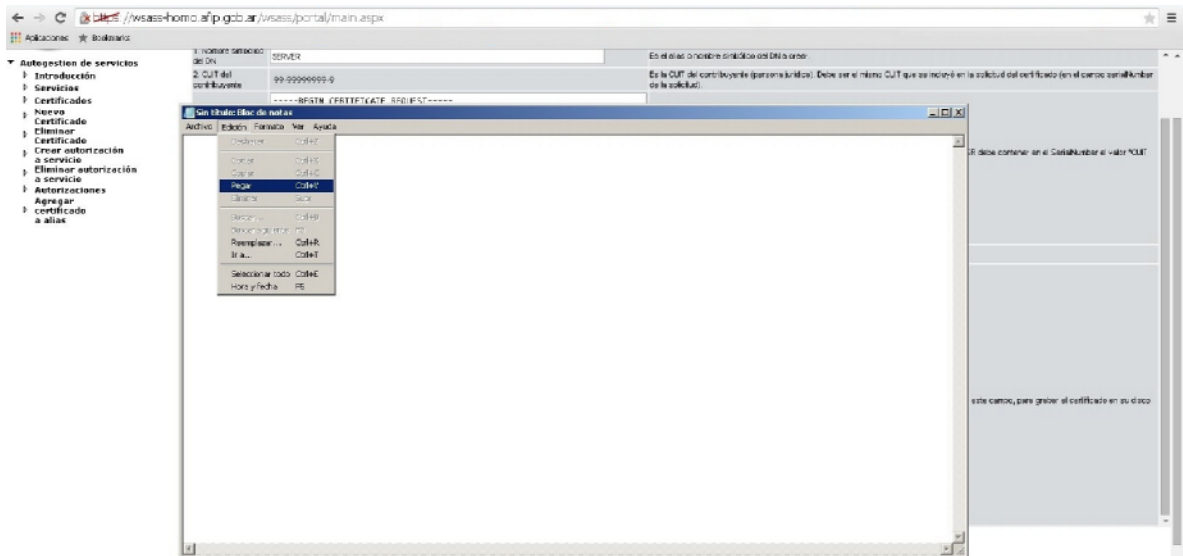 https://wsass-homo.afip.gob.ar/wsass/portal/main.aspx
Aplicaciones Bookmarks
Autogestion de servicios
Introducción
Servicios
Certificados
Nuevo
Certificado
Eliminar
Certificado
Crear autorización
a servicio
Eliminar autorización
a servicio
Autorizaciones
Agregar
certificado
a alias
1. Nombre simbólico
del DN
SERVER
Es el alias o nombre simbólico del DN a crear.
2. CUIT del
contribuyente
99-99999999-9
Es la CUIT del contribuyente (persona jurídica). Debe ser el mismo CUIT que se incluyó en la solicitud del certificado (en el campo serialNumber
de la solicitud).
-----BEGIN CERTIFICATE REQUEST-----
Sin título: Bloc de notas
Archivo Edición Formato Ver Ayuda
Deshacer Ctrl+Z
Cortar Ctrl+X
Copiar Ctrl+C
Pegar Ctrl+V
Eliminar Supr
Buscar... Ctrl+B
Buscar siguiente F3
Reemplazar... Ctrl+R
Ir a... Ctrl+T
Seleccionar todo Ctrl+E
Hora y fecha F5
debe contener en el SerialNumber el valor "CUIT
este campo, para grabar el certificado en su disco